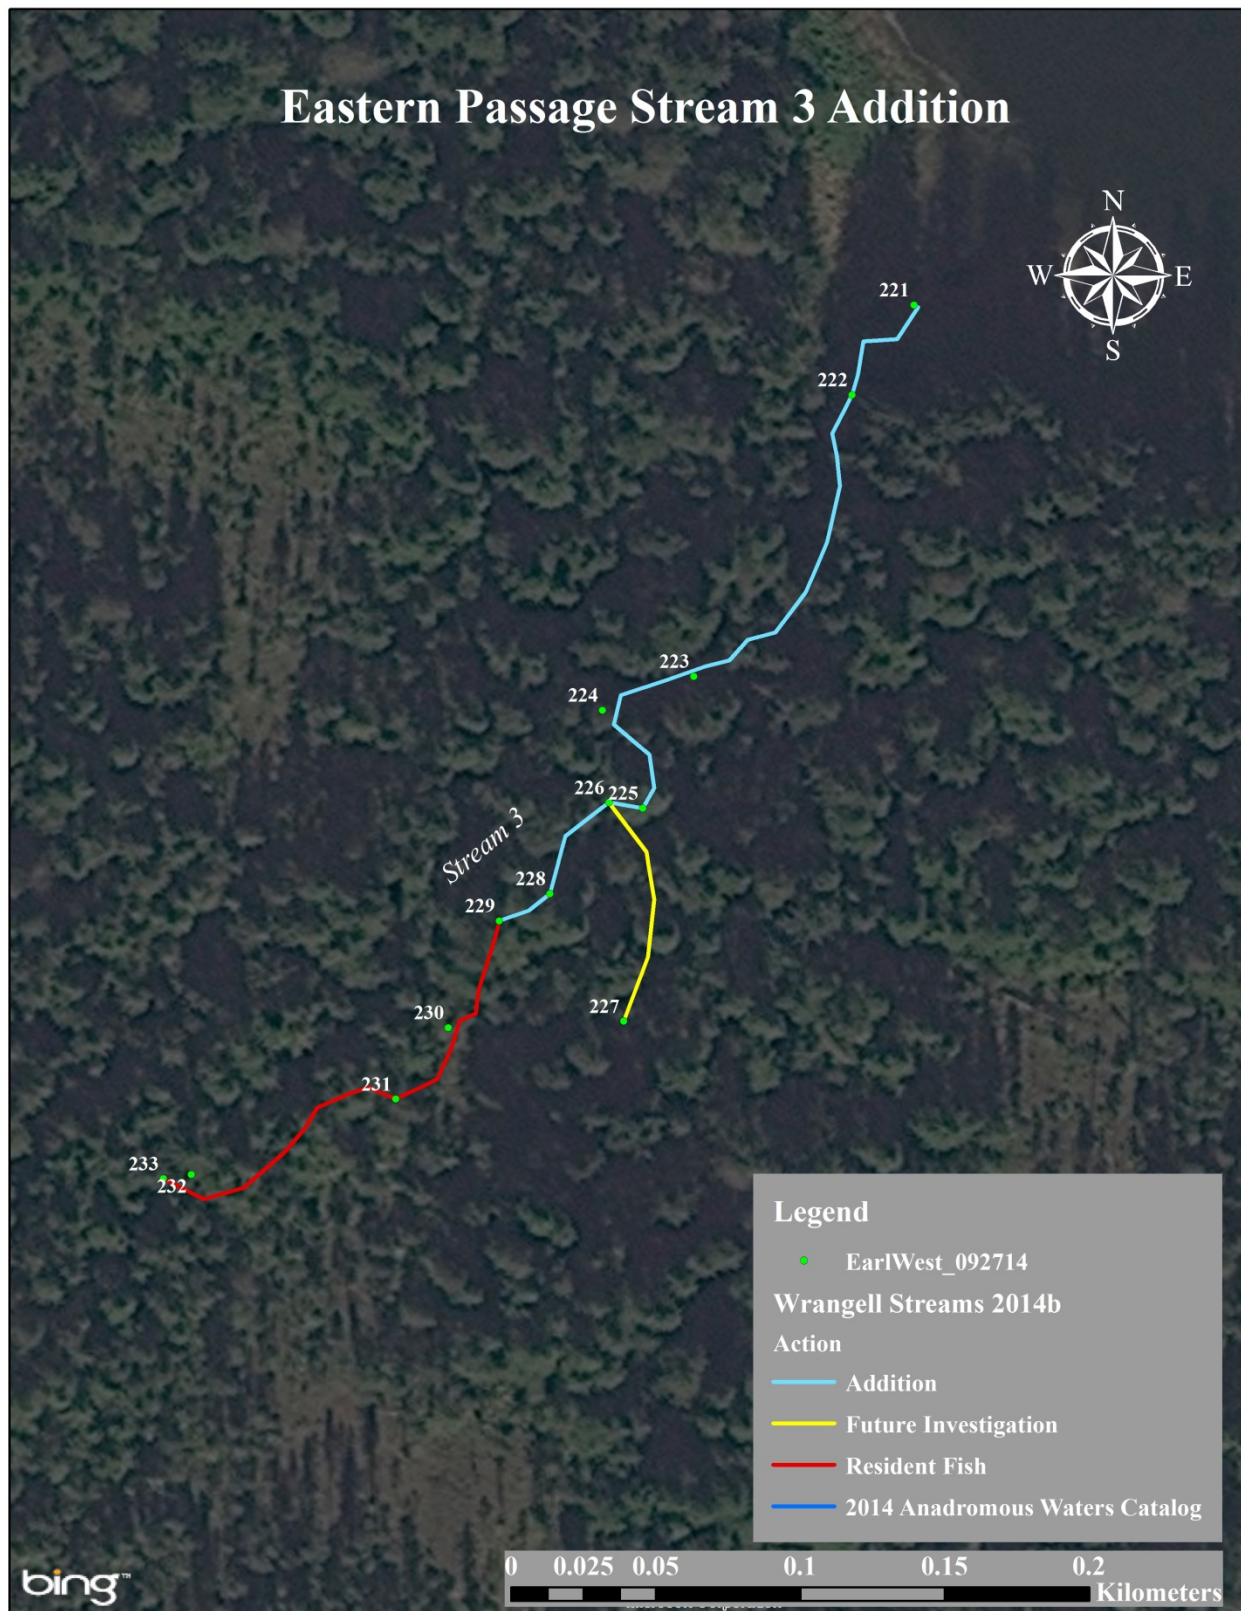 Eastern Passage Stream 3 Addition
N
W E
S
221
222
223
224
226 225
Stream 3
228
229
227
230
231
233
232
Legend
EarlWest_092714
Wrangell Streams 2014b
Action
Addition
Future Investigation
Resident Fish
2014 Anadromous Waters Catalog
0 0.025 0.05 0.1 0.15 0.2
Kilometers
bing™